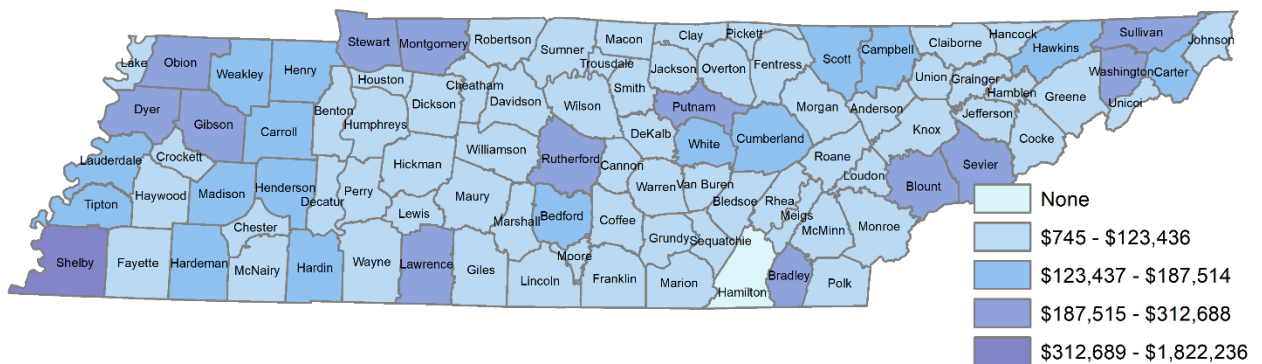 Stewart
Montgomery
Robertson
Sumner
Macon
Clay
Pickett
Claiborne
Hancock
Hawkins
Sullivan
Johnson
Lake
Obion
Weakley
Henry
Houston
Cheatham
Trousdale
Jackson
Overton
Fentress
Scott
Campbell
Union
Grainger
Hamblen
Greene
Washington
Carter
Unicoi
Dyer
Gibson
Carroll
Benton
Humphreys
Dickson
Davidson
Wilson
Smith
Putnam
Morgan
Anderson
Knox
Jefferson
Cocke
Lauderdale
Crockett
Williamson
Rutherford
Cannon
DeKalb
White
Cumberland
Roane
Loudon
Blount
Sevier
Tipton
Haywood
Madison
Henderson
Decatur
Perry
Hickman
Lewis
Maury
Marshall
Bedford
Coffee
Warren
Van Buren
Bledsoe
Rhea
Meigs
McMinn
Monroe
Shelby
Fayette
Hardeman
Chester
McNairy
Hardin
Wayne
Lawrence
Giles
Lincoln
Moore
Franklin
Grundy
Sequatchie
Marion
Hamilton
Bradley
Polk
None
$745 - $123,436
$123,437 - $187,514
$187,515 - $312,688
$312,689 - $1,822,236